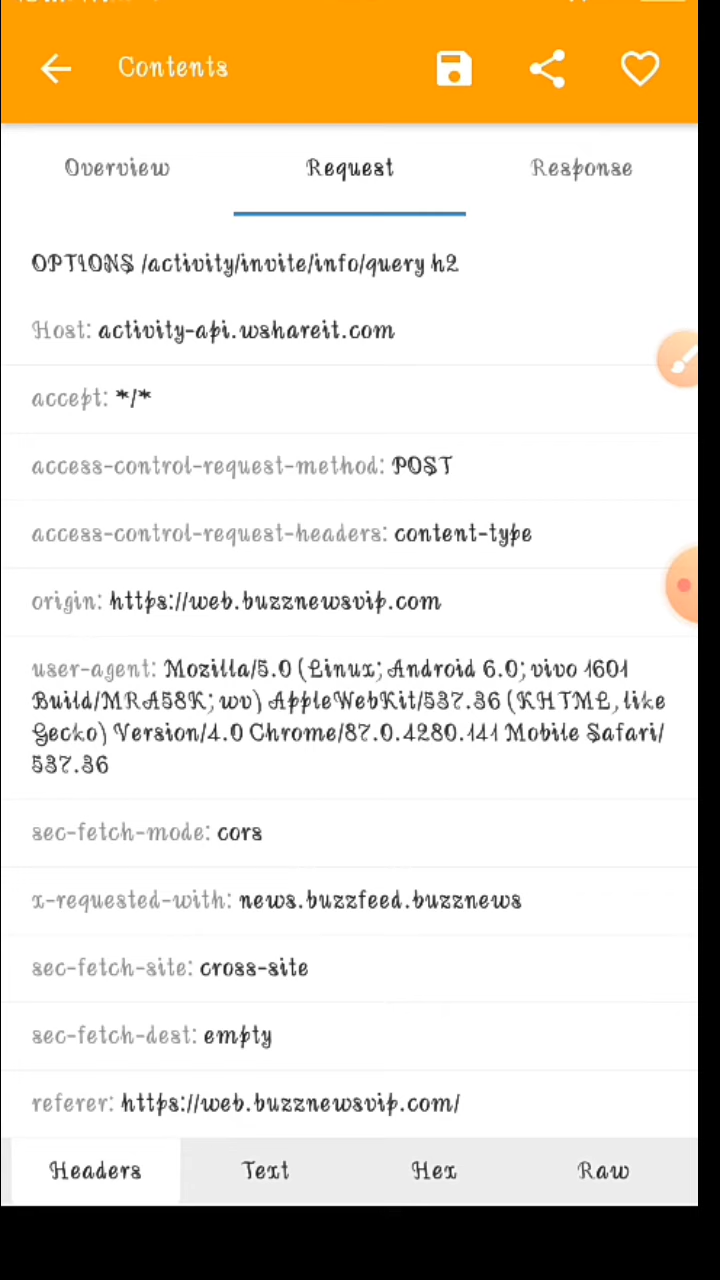 Contents
Overview Request Response
OPTIONS /activity/invite/info/query h2
Host: activity-api.wshareit.com
accept: */*
access-control-request-method: POST
access-control-request-headers: content-type
origin: https://web.buzznewsvip.com
user-agent: Mozilla/5.0 (Linux; Android 6.0; vivo 1601
Build/MRA58K; wv) AppleWebKit/537.36 (KHTML, like
Gecko) Version/4.0 Chrome/87.0.4280.141 Mobile Safari/
537.36
sec-fetch-mode: cors
x-requested-with: news.buzzfeed.buzznews
sec-fetch-site: cross-site
sec-fetch-dest: empty
referer: https://web.buzznewsvip.com/
Headers Text Hex Raw